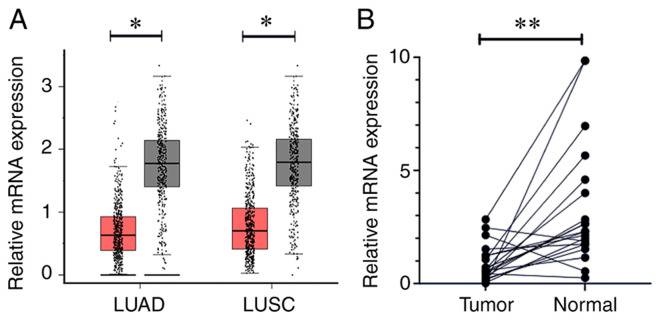 A
*
*
Relative mRNA expression
3
2
1
0
LUAD
LUSC
B
**
Relative mRNA expression
10
5
0
Tumor
Normal